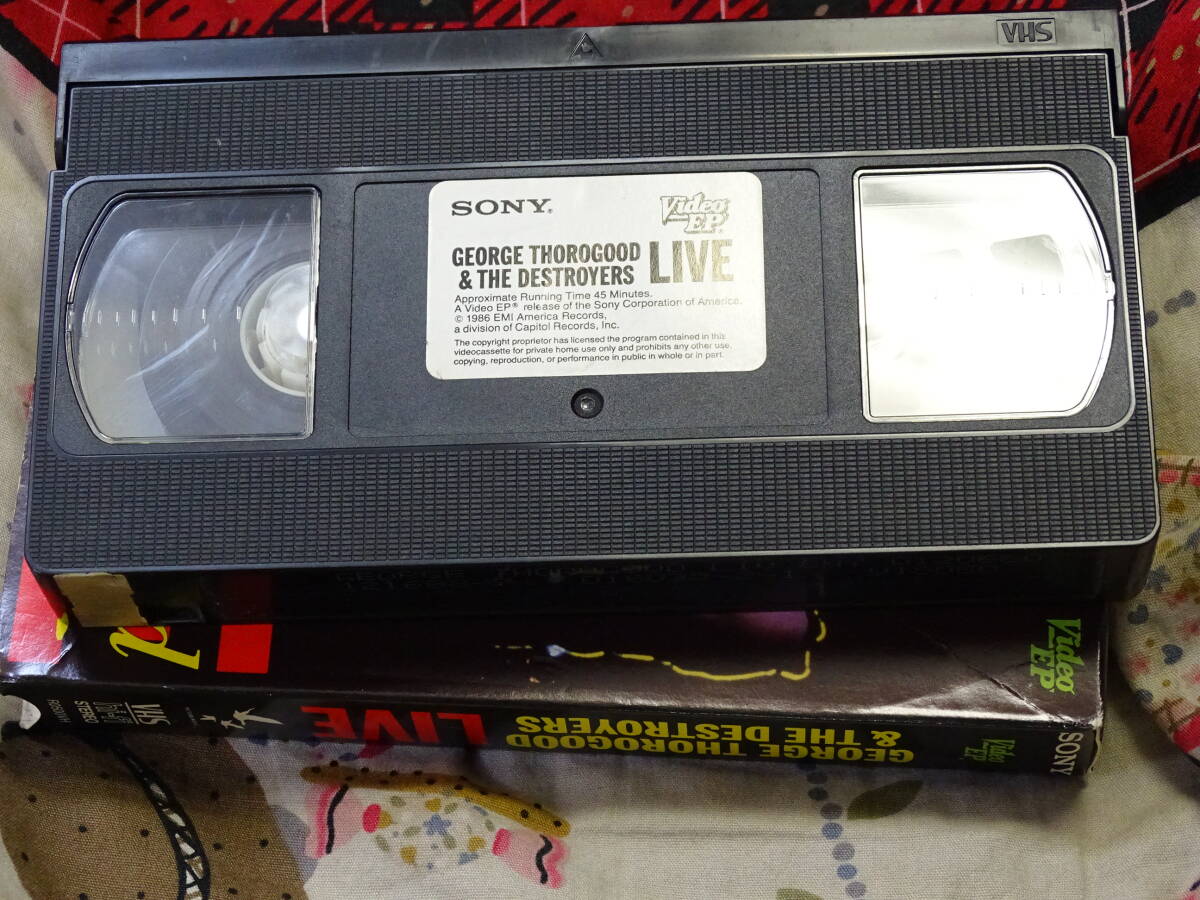 VHS
SONY®
Video
EP®
GEORGE THOROGOOD
& THE DESTROYERS LIVE
Approximate Running Time 45 Minutes.
A Video EP® release of the Sony Corporation of America.
© 1986 EMI America Records,
a division of Capitol Records, Inc.
The copyright proprietor has licensed the program contained in this
videocassette for private home use only and prohibits any other use,
copying, reproduction, or performance in public in whole or in part.
d
Video
EP
VHS
STEREO
LIVE
GEORGE THOROGOOD
& THE DESTROYERS
Video
EP
SONY